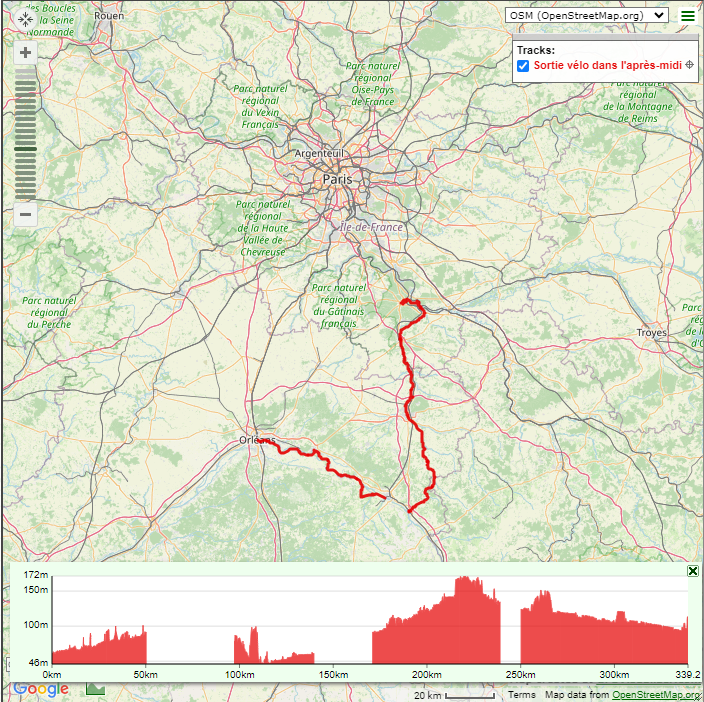 des Boucles
de la Seine
Normande
Rouen
OSM (OpenStreetMap.org)
Tracks:
Sortie vélo dans l'après-midi
Parc naturel
régional
Oise-Pays
de France
Parc naturel
régional
du Vexin
Français
Parc naturel
régional
de la Montagne
de Reims
Argenteuil
Paris
Île-de-France
Parc naturel
régional
de la Haute
Vallée de
Chevreuse
Parc naturel
régional
du Perche
Parc naturel
régional
du Gâtinais
français
Troyes
Orléans
172m
150m
100m
46m
0km
50km
100km
150km
200km
250km
300km
339.2
Google
20 km
Terms
Map data from OpenStreetMap.org